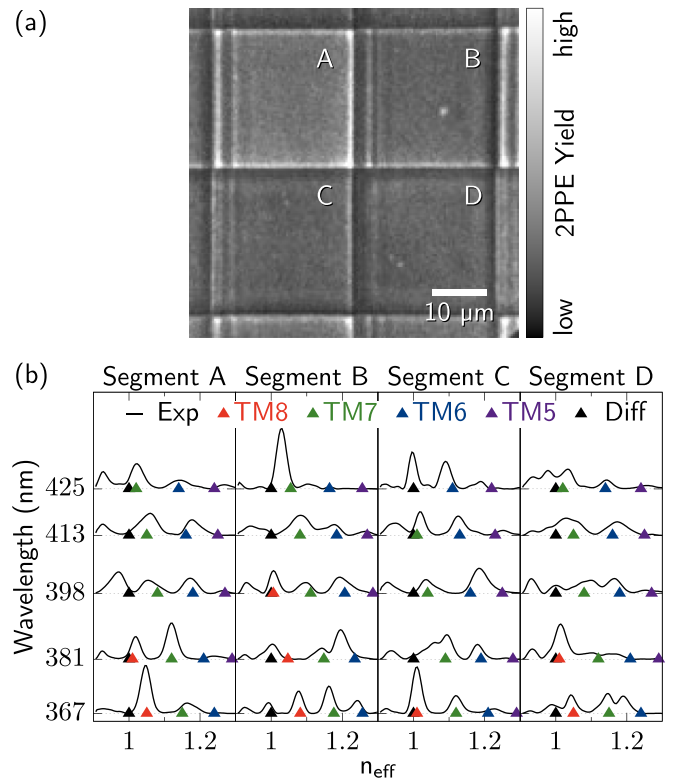 (a)
A
B
C
D
10 µm
high
2PPE Yield
low
(b)
Segment A Segment B Segment C Segment D
Exp TM8 TM7 TM6 TM5 Diff
Wavelength (nm)
425
413
398
381
367
1 1.2 1 1.2 1 1.2 1 1.2
n_eff